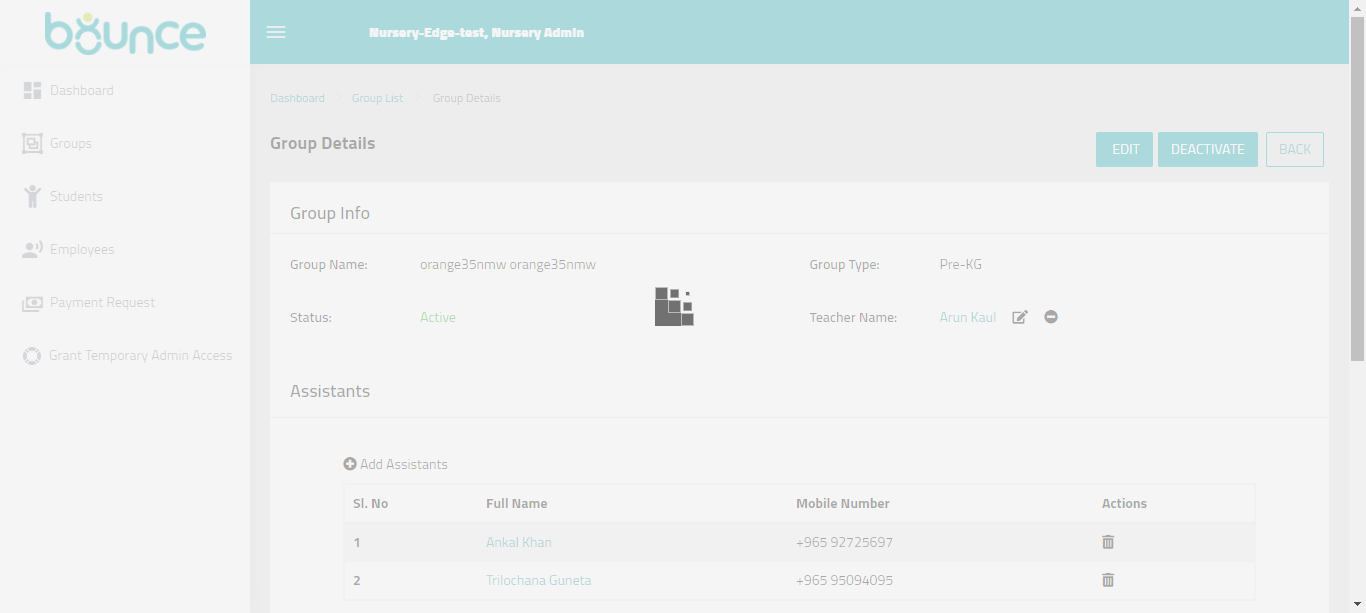 bounce
Nursery-Edge-test, Nursery Admin
Dashboard
Groups
Students
Employees
Payment Request
Grant Temporary Admin Access
Dashboard Group List Group Details
Group Details
EDIT DEACTIVATE BACK
Group Info
Group Name: orange35nmw orange35nmw Group Type: Pre-KG
Status: Active Teacher Name: Arun Kaul
Assistants
Add Assistants
Sl. No Full Name Mobile Number Actions
1 Ankal Khan +965 92725697
2 Trilochana Guneta +965 95094095